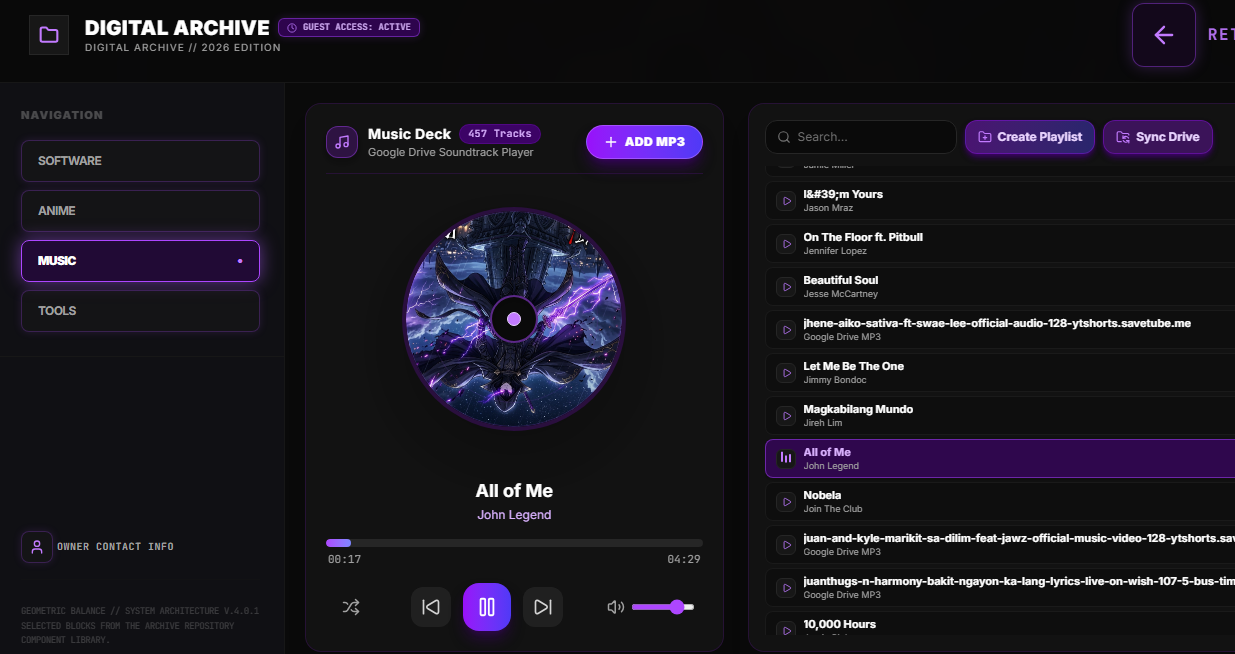 DIGITAL ARCHIVE
GUEST ACCESS: ACTIVE
DIGITAL ARCHIVE // 2026 EDITION
NAVIGATION
SOFTWARE
ANIME
MUSIC
TOOLS
OWNER CONTACT INFO
GEOMETRIC BALANCE // SYSTEM ARCHITECTURE V.4.0.1
SELECTED BLOCKS FROM THE ARCHIVE REPOSITORY
COMPONENT LIBRARY.
Music Deck
457 Tracks
Google Drive Soundtrack Player
ADD MP3
All of Me
John Legend
00:17
04:29
Search...
Create Playlist
Sync Drive
I&#39;m Yours
Jason Mraz
On The Floor ft. Pitbull
Jennifer Lopez
Beautiful Soul
Jesse McCartney
jhene-aiko-sativa-ft-swae-lee-official-audio-128-ytshorts.savetube.me
Google Drive MP3
Let Me Be The One
Jimmy Bondoc
Magkabilang Mundo
Jireh Lim
All of Me
John Legend
Nobela
Join The Club
juan-and-kyle-marikit-sa-dilim-feat-jawz-official-music-video-128-ytshorts.sav
Google Drive MP3
juanthugs-n-harmony-bakit-ngayon-ka-lang-lyrics-live-on-wish-107-5-bus-tim
Google Drive MP3
10,000 Hours